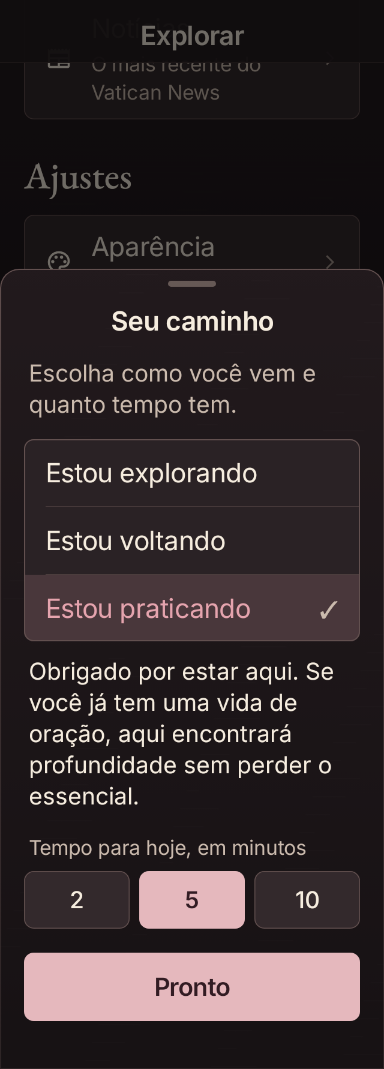 Notícias
Explorar
O mais recente do
Vatican News
Ajustes
Aparência
Seu caminho
Escolha como você vem e
quanto tempo tem.
Estou explorando
Estou voltando
Estou praticando ✓
Obrigado por estar aqui. Se
você já tem uma vida de
oração, aqui encontrará
profundidade sem perder o
essencial.
Tempo para hoje, em minutos
2 5 10
Pronto